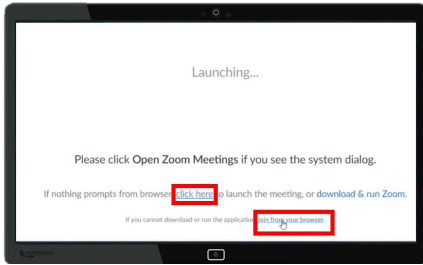 Launching...
Please click Open Zoom Meetings if you see the system dialog.
If nothing prompts from browser, click here to launch the meeting, or download & run Zoom.
If you cannot download or run the application, join from your browser.